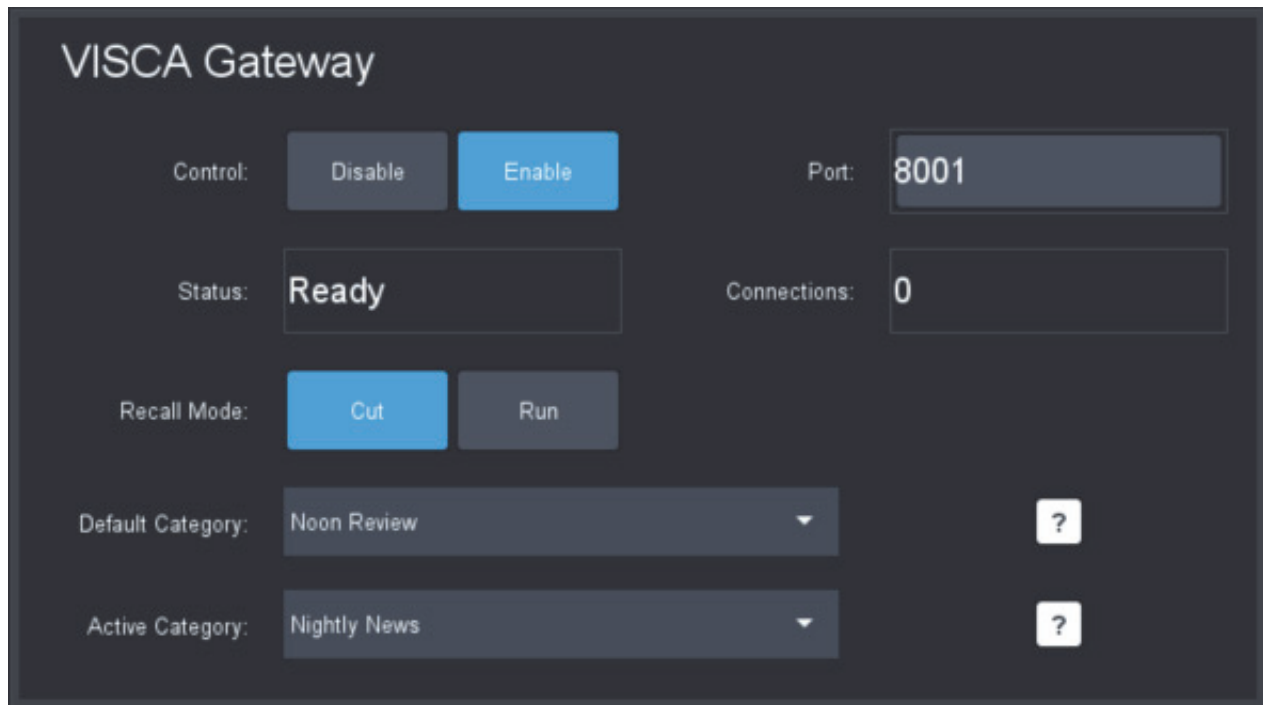 VISCA Gateway
Control: Disable Enable Port: 8001
Status: Ready Connections: 0
Recall Mode: Cut Run
Default Category: Noon Review ?
Active Category: Nightly News ?